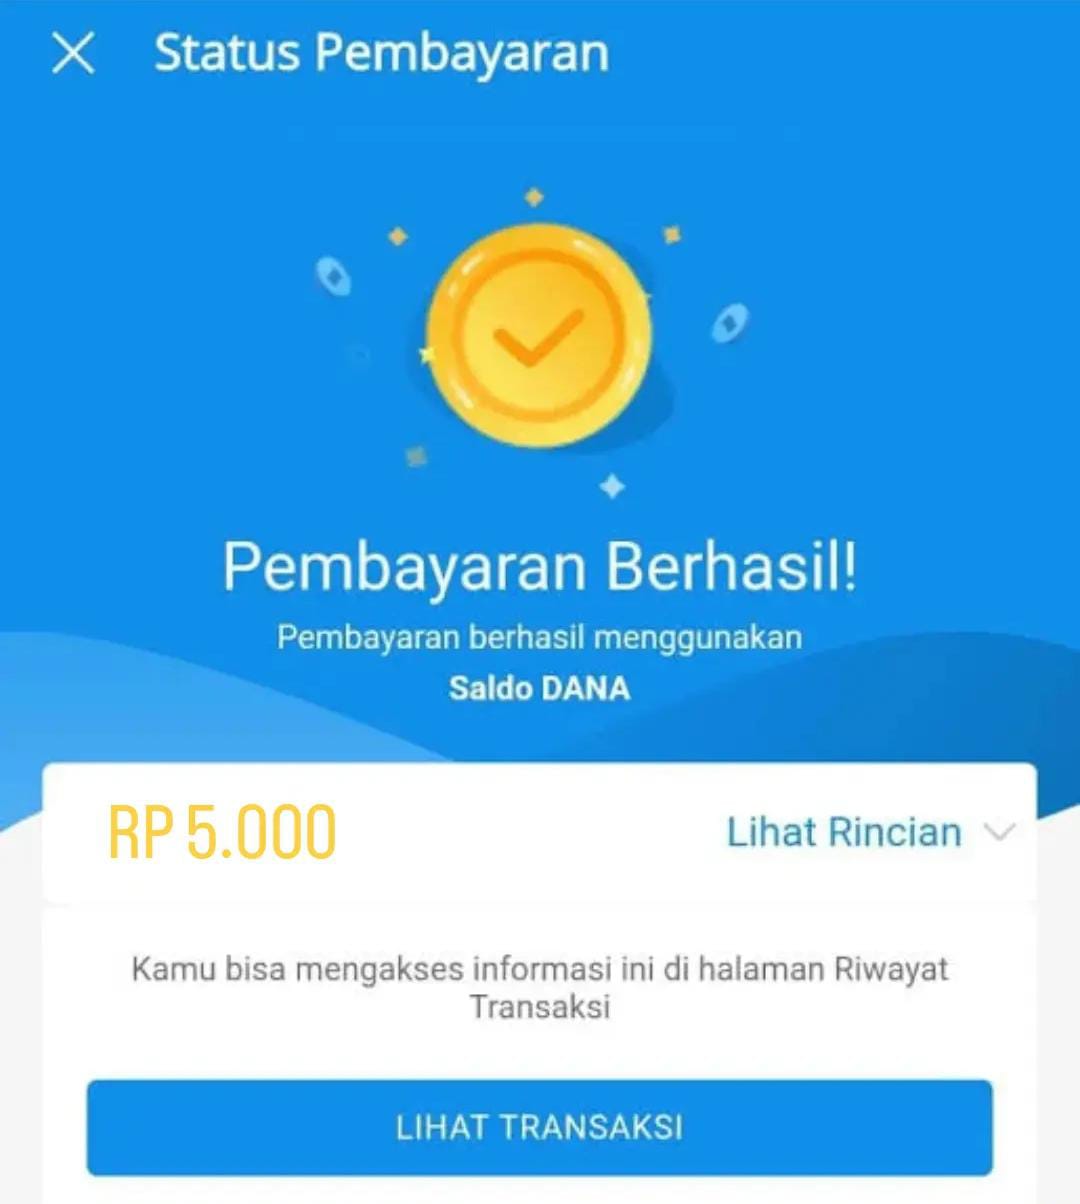 Status Pembayaran
Pembayaran Berhasil!
Pembayaran berhasil menggunakan
Saldo DANA
RP 5.000
Lihat Rincian
Kamu bisa mengakses informasi ini di halaman Riwayat
Transaksi
LIHAT TRANSAKSI